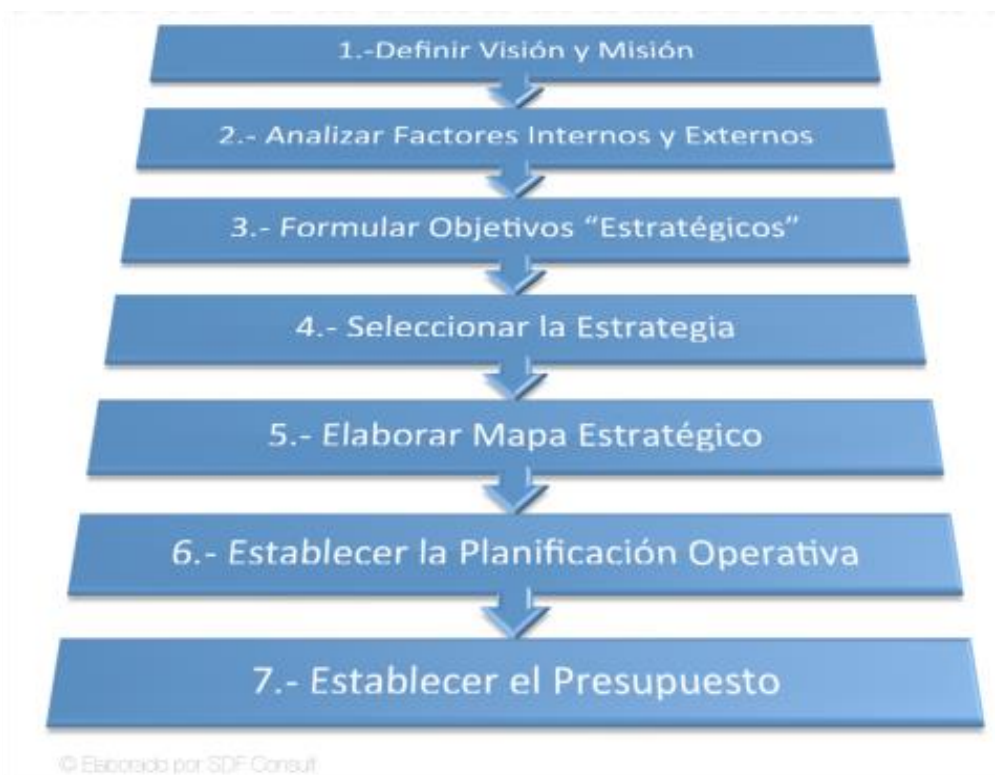 1.-Definir Visión y Misión
2.- Analizar Factores Internos y Externos
3.- Formular Objetivos “Estratégicos”
4.- Seleccionar la Estrategia
5.- Elaborar Mapa Estratégico
6.- Establecer la Planificación Operativa
7.- Establecer el Presupuesto
© Elaborado por SDF Consult